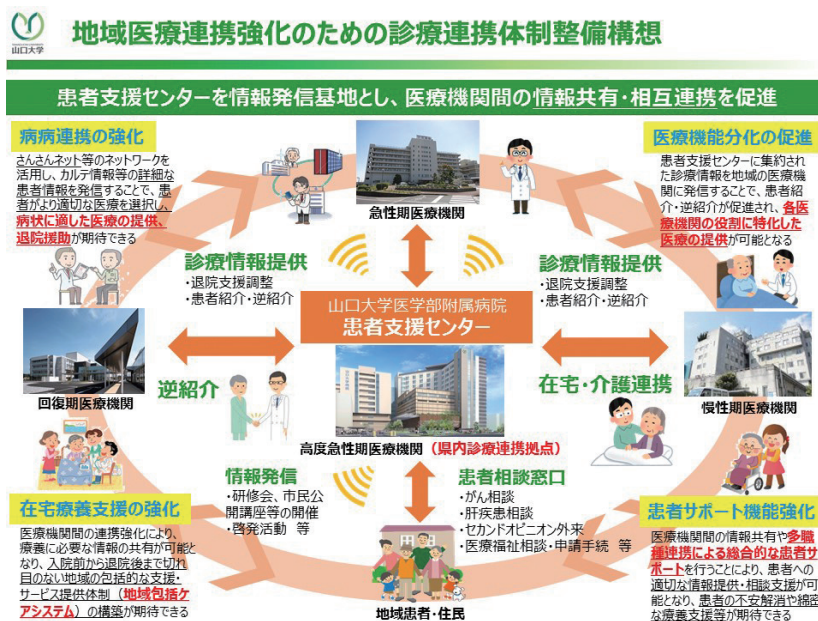 山口大学
地域医療連携強化のための診療連携体制整備構想
患者支援センターを情報発信基地とし、医療機関間の情報共有・相互連携を促進
病病連携の強化
さんさんネット等のネットワークを
活用し、カルテ情報等の詳細な
患者情報を発信することで、患
者がより適切な医療を選択し、
病状に適した医療の提供、
退院援助が期待できる
急性期医療機関
医療機能分化の促進
患者支援センターに集約され
た診療情報を地域の医療機
関に発信することで、患者紹
介・逆紹介が促進され、各医
療機関の役割に特化した
医療の提供が可能となる
診療情報提供
・退院支援調整
・患者紹介・逆紹介
診療情報提供
・退院支援調整
・患者紹介・逆紹介
山口大学医学部附属病院
患者支援センター
回復期医療機関
逆紹介
高度急性期医療機関（県内診療連携拠点）
在宅・介護連携
慢性期医療機関
情報発信
・研修会、市民公
開講座等の開催
・啓発活動 等
患者相談窓口
・がん相談
・肝疾患相談
・セカンドオピニオン外来
・医療福祉相談・申請手続 等
在宅療養支援の強化
医療機関間の連携強化により、
療養に必要な情報の共有が可能と
なり、入院前から退院後まで切れ
目のない地域の包括的な支援・
サービス提供体制（地域包括ケ
アシステム）の構築が期待できる
地域患者・住民
患者サポート機能強化
医療機関間の情報共有や多職
種連携による総合的な患者サ
ポートを行うことにより、患者への
適切な情報提供・相談支援が可
能となり、患者の不安解消や綿密
な療養支援等が期待できる